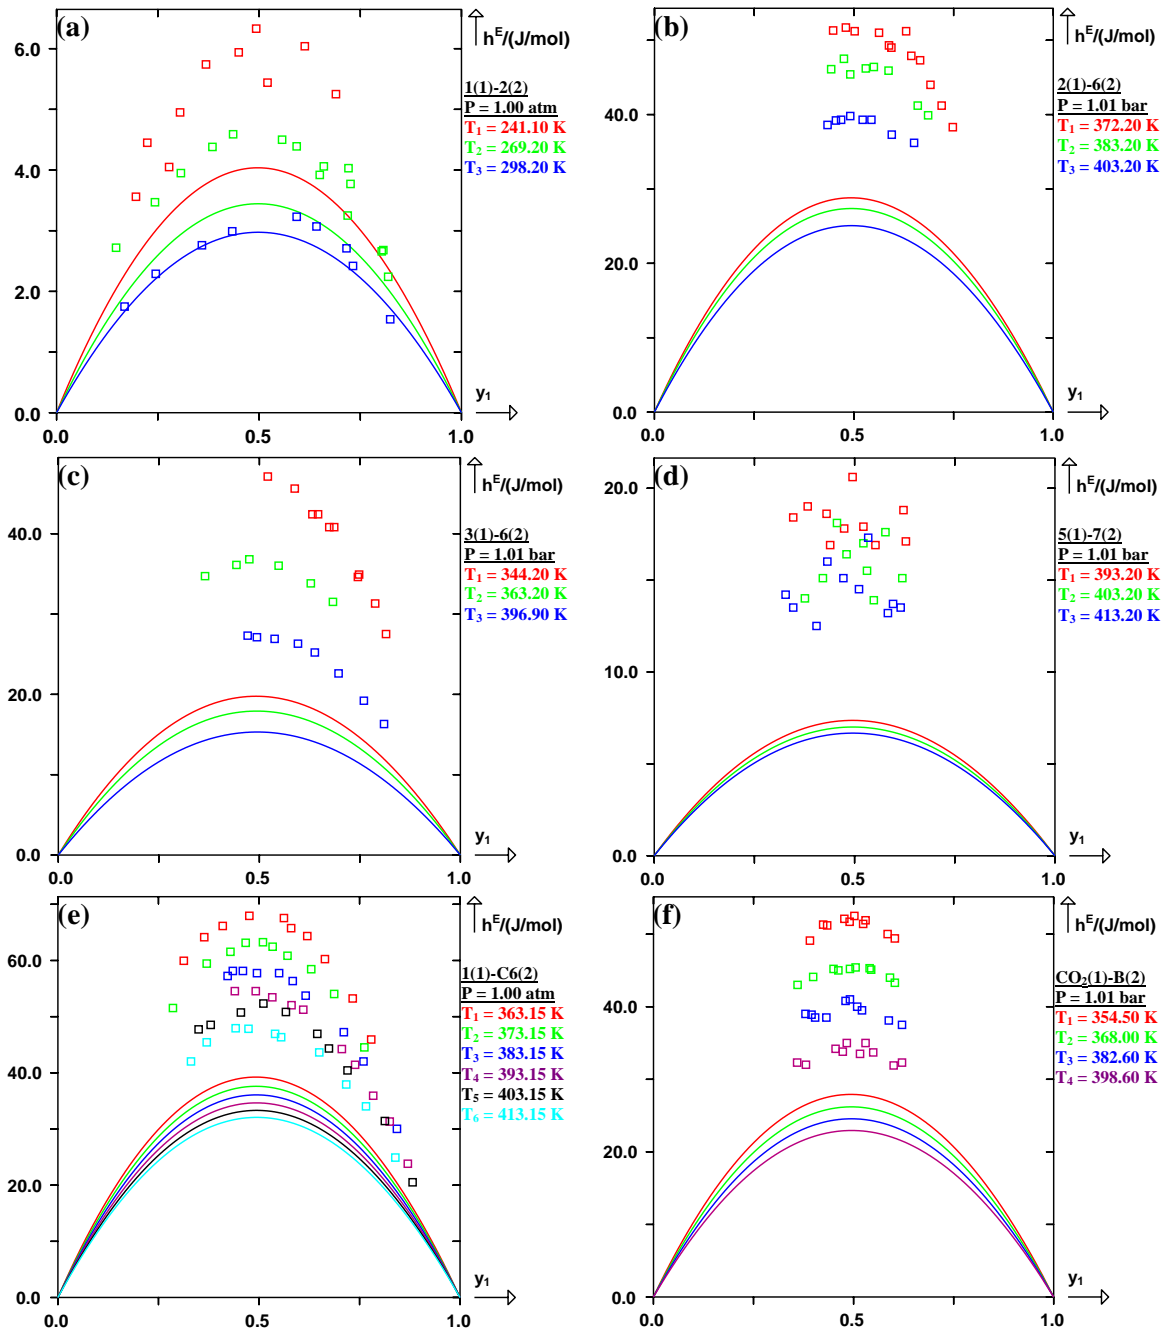 (a)
hE/(J/mol)
6.0
4.0
2.0
0.0
1(1)-2(2)
P = 1.00 atm
T1 = 241.10 K
T2 = 269.20 K
T3 = 298.20 K
y1
0.0 0.5 1.0
(b)
hE/(J/mol)
40.0
20.0
0.0
2(1)-6(2)
P = 1.01 bar
T1 = 372.20 K
T2 = 383.20 K
T3 = 403.20 K
y1
0.0 0.5 1.0
(c)
hE/(J/mol)
40.0
20.0
0.0
3(1)-6(2)
P = 1.01 bar
T1 = 344.20 K
T2 = 363.20 K
T3 = 396.90 K
y1
0.0 0.5 1.0
(d)
hE/(J/mol)
20.0
10.0
0.0
5(1)-7(2)
P = 1.01 bar
T1 = 393.20 K
T2 = 403.20 K
T3 = 413.20 K
y1
0.0 0.5 1.0
(e)
hE/(J/mol)
60.0
40.0
20.0
0.0
1(1)-C6(2)
P = 1.00 atm
T1 = 363.15 K
T2 = 373.15 K
T3 = 383.15 K
T4 = 393.15 K
T5 = 403.15 K
T6 = 413.15 K
y1
0.0 0.5 1.0
(f)
hE/(J/mol)
40.0
20.0
0.0
CO2(1)-B(2)
P = 1.01 bar
T1 = 354.50 K
T2 = 368.00 K
T3 = 382.60 K
T4 = 398.60 K
y1
0.0 0.5 1.0